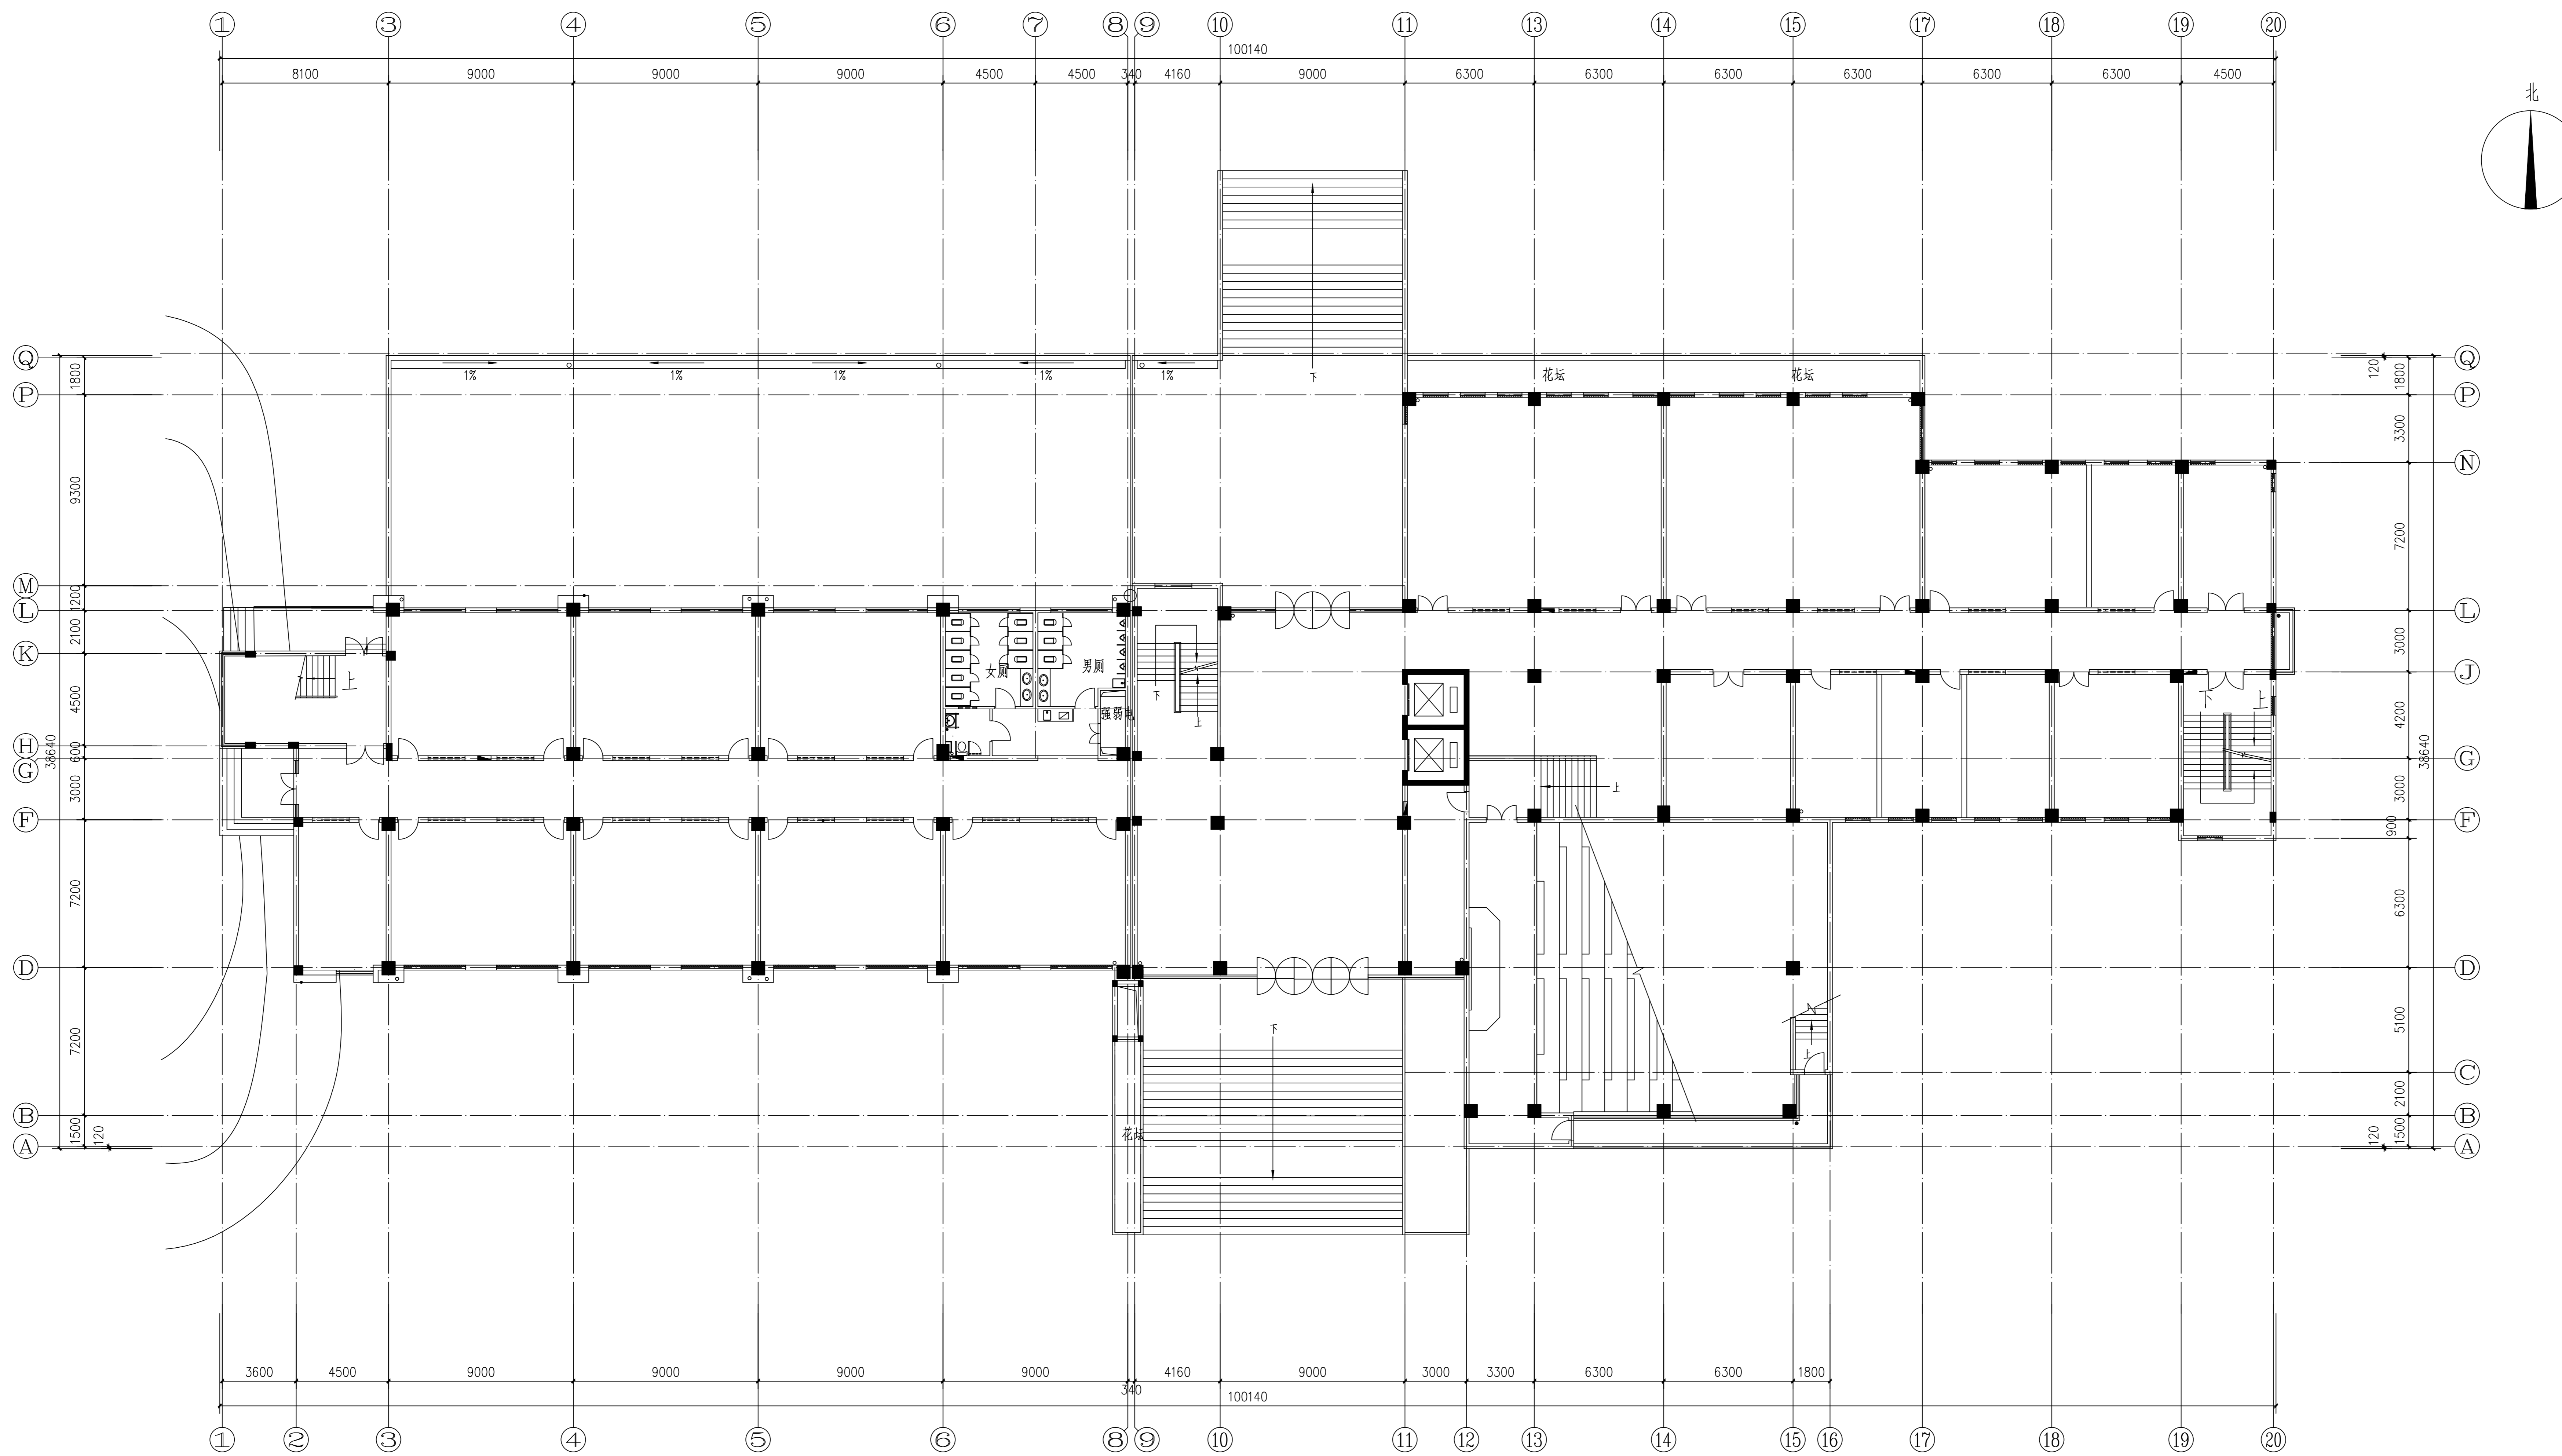 ① ③ ④ ⑤ ⑥ ⑦ ⑧ ⑨ ⑩ ⑪ ⑬ ⑭ ⑮ ⑰ ⑱ ⑲ ⑳
100140
8100 9000 9000 9000 4500 4500 340 4160 9000 6300 6300 6300 6300 6300 6300 4500
北
Q Q
1800 120 1800
1% 1% 1% 1% 1% 下 花坛 花坛
P P
9300 3300
N
7200
M
1200
L L
2100 3000
K
女厕 男厕
J
上 下 上 强弱电 下 上
4500 4200
H
38640 600 38640
G G
3000 上 3000
F F
900
7200 6300
D D
下
7200 5100
上
C
2100
B B
花坛
1500 120 120 1500
A A
3600 4500 9000 9000 9000 9000 340 4160 9000 3000 3300 6300 6300 1800
100140
① ② ③ ④ ⑤ ⑥ ⑧ ⑨ ⑩ ⑪ ⑫ ⑬ ⑭ ⑮ ⑯ ⑰ ⑱ ⑲ ⑳